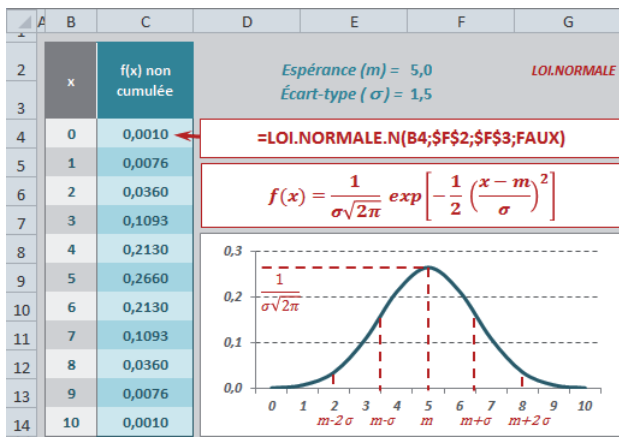 A B C D E F G
1
2 x f(x) non Espérance (m) = 5,0 LOI.NORMALE
cumulée Écart-type ( σ ) = 1,5
3
4 0 0,0010 =LOI.NORMALE.N(B4;$F$2;$F$3;FAUX)
5 1 0,0076
6 2 0,0360 f(x) = 1/(σ√2π) exp[-1/2 ((x − m)/σ)²]
7 3 0,1093
8 4 0,2130 0,3
9 5 0,2660 1/(σ√2π)
10 6 0,2130 0,2
11 7 0,1093 0,1
12 8 0,0360
13 9 0,0076 0,0
0 1 2 3 4 5 6 7 8 9 10
14 10 0,0010 m-2 σ m-σ m m+σ m+2 σ